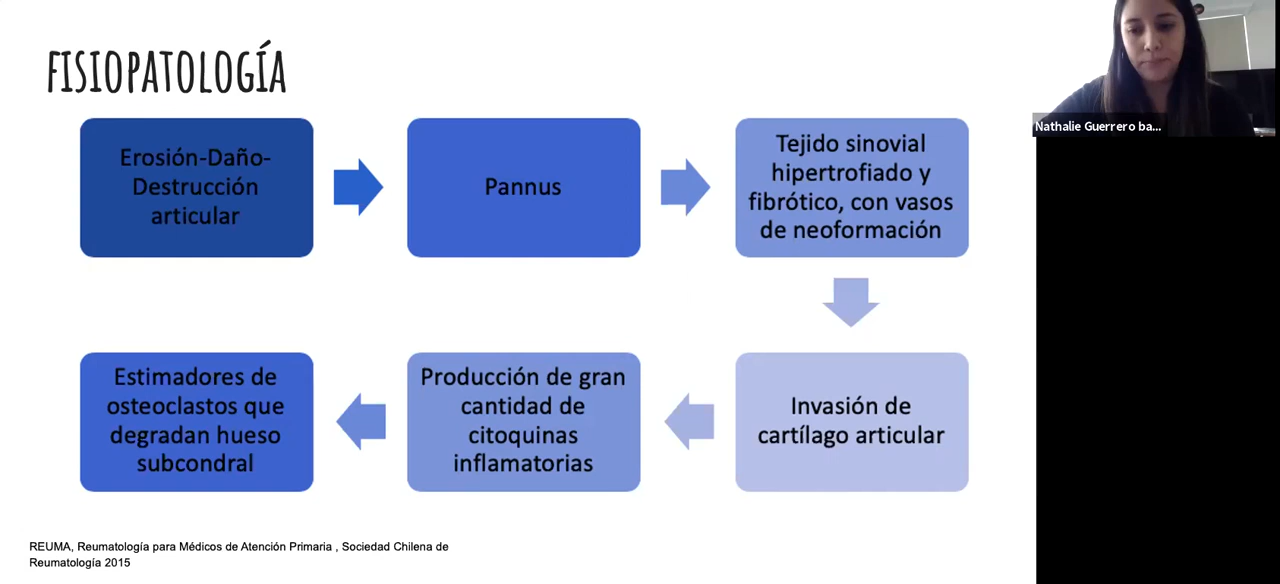 FISIOPATOLOGÍA
Erosión-Daño-
Destrucción
articular
Pannus
Tejido sinovial
hipertrofiado y
fibrótico, con vasos
de neoformación
Estimadores de
osteoclastos que
degradan hueso
subcondral
Producción de gran
cantidad de
citoquinas
inflamatorias
Invasión de
cartílago articular
REUMA, Reumatología para Médicos de Atención Primaria , Sociedad Chilena de
Reumatología 2015
Nathalie Guerrero ba...